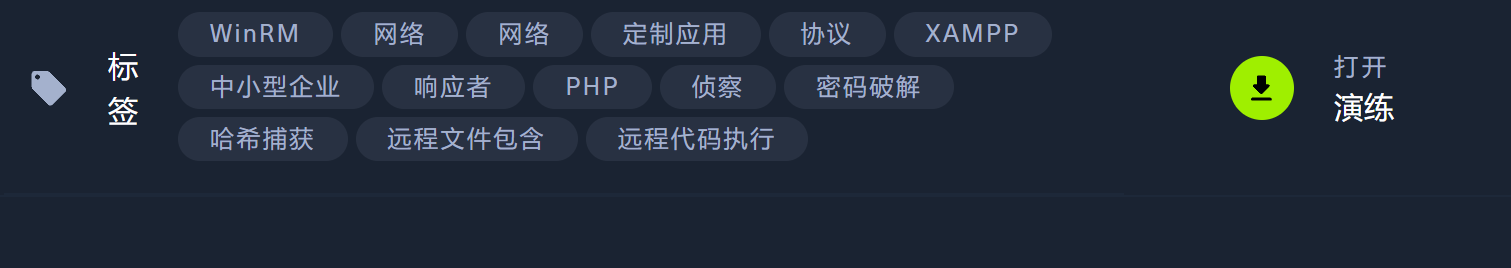 标签
WinRM 网络 网络 定制应用 协议 XAMPP
中小型企业 响应者 PHP 侦察 密码破解
哈希捕获 远程文件包含 远程代码执行
打开
演练